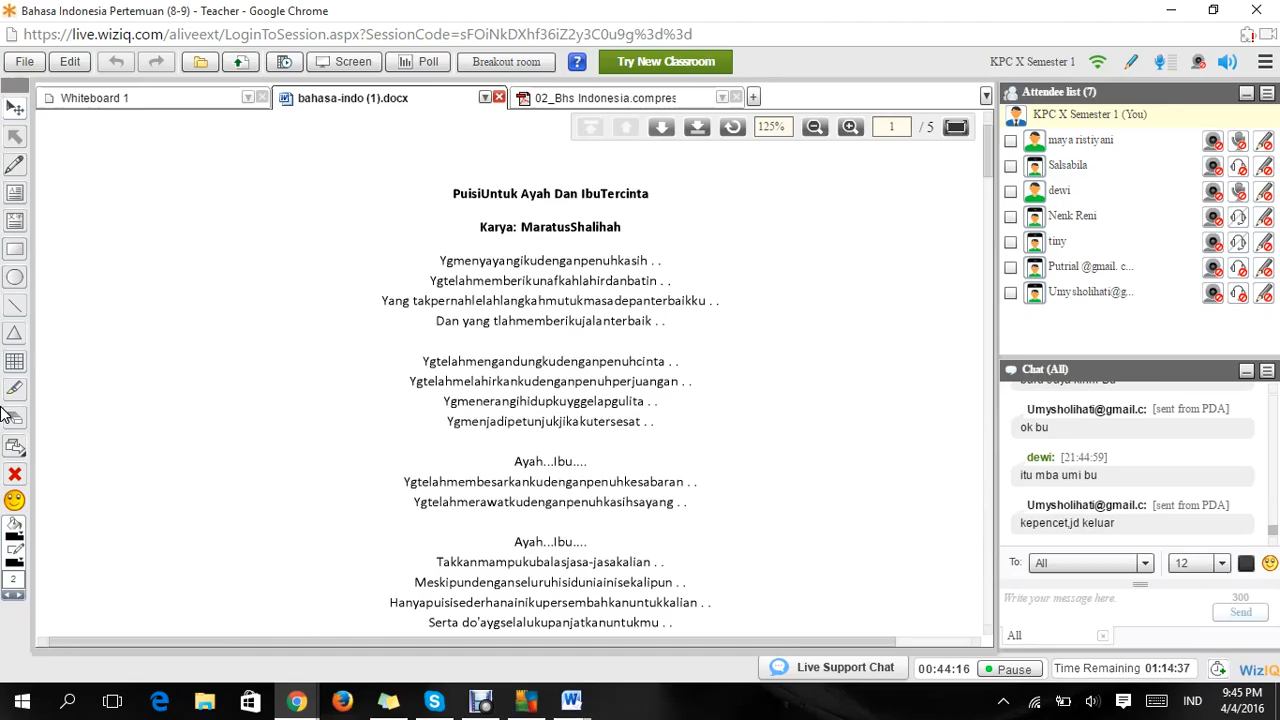 Bahasa Indonesia Pertemuan (8-9) - Teacher - Google Chrome
https://live.wiziq.com/aliveext/LoginToSession.aspx?SessionCode=sFOiNkDXhf36iZ2y3C0u9g%3d%3d
File Edit Screen Poll Breakout room ? Try New Classroom KPC X Semester 1
Whiteboard 1 bahasa-indo (1).docx 02_Bhs Indonesia.compres
125% 1 / 5
PuisiUntuk Ayah Dan IbuTercinta
Karya: MaratusShalihah
Ygmenyayangikudenganpenuhkasih . .
Ygtelahmemberikunafkahlahirdanbatin . .
Yang takpernahlelahlangkahmutukmasadepanterbaikku . .
Dan yang tlahmemberikujalanterbaik . .
Ygtelahmengandungkudenganpenuhcinta . .
Ygtelahmelahirkankudenganpenuhperjuangan . .
Ygmenerangihidupkuyggelapgulita . .
Ygmenjadipetunjukjikakutersesat . .
Ayah...Ibu....
Ygtelahmembesarkankudenganpenuhkesabaran . .
Ygtelahmerawatkudenganpenuhkasihsayang . .
Ayah...Ibu....
Takkanmampukubalasjasa-jasakalian . .
Meskipundenganseluruhisiduniainisekalipun . .
Hanyapuisisederhanainikupersembahkanuntukkalian . .
Serta do'aygselalukupanjatkanuntukmu . .
2
Attendee list (7)
KPC X Semester 1 (You)
maya ristiyani
Salsabila
dewi
Nenk Reni
tiny
Putrial @gmail. c...
Umysholihati@g...
Chat (All)
Umysholihati@gmail.c: [sent from PDA]
ok bu
dewi: [21:44:59]
itu mba umi bu
Umysholihati@gmail.c: [sent from PDA]
kepencet,jd keluar
To: All 12
Write your message here. 300
Send
All
Live Support Chat 00:44:16 Pause Time Remaining 01:14:37 WizIQ
IND 9:45 PM
4/4/2016